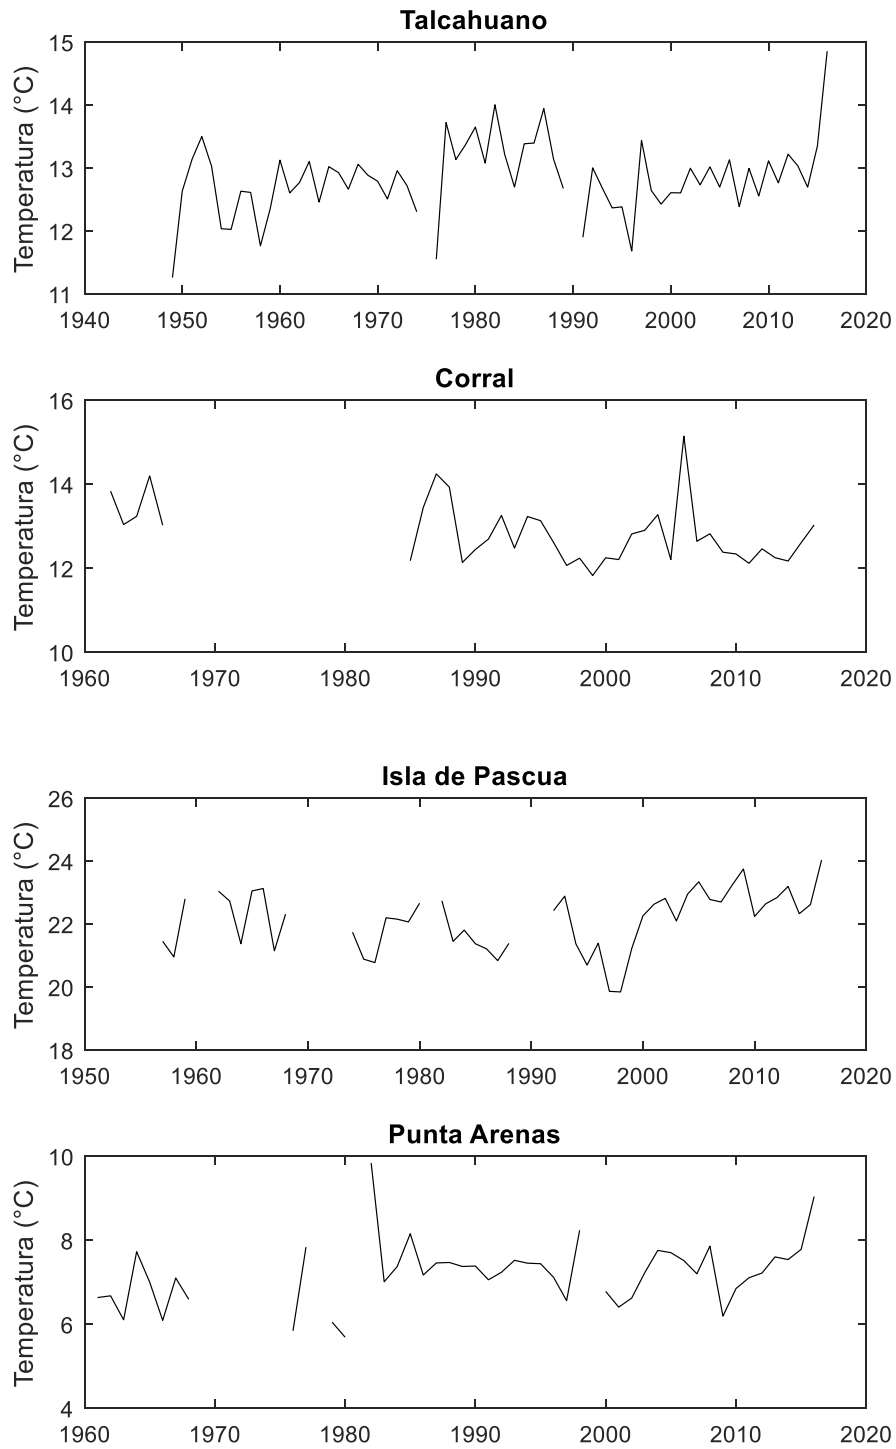 Talcahuano
Temperatura (°C)
15
14
13
12
11
1940 1950 1960 1970 1980 1990 2000 2010 2020
Corral
Temperatura (°C)
16
14
12
10
1960 1970 1980 1990 2000 2010 2020
Isla de Pascua
Temperatura (°C)
26
24
22
20
18
1950 1960 1970 1980 1990 2000 2010 2020
Punta Arenas
Temperatura (°C)
10
8
6
4
1960 1970 1980 1990 2000 2010 2020